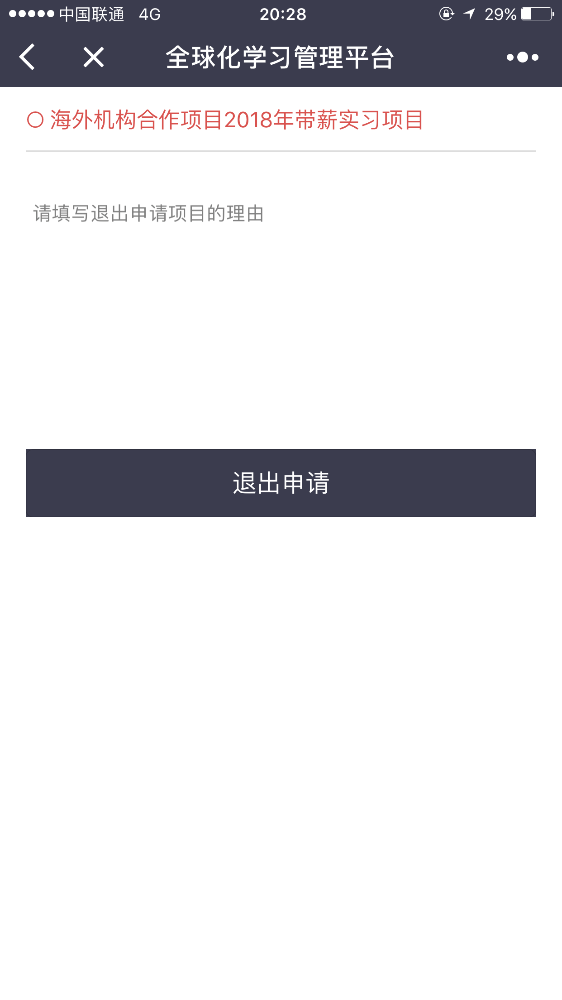 中国联通 4G 20:28 29%
全球化学习管理平台
海外机构合作项目2018年带薪实习项目
请填写退出申请项目的理由
退出申请